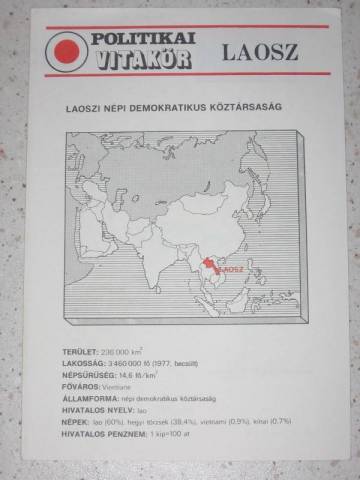 POLITIKAI
VITAKÖR
LAOSZ
LAOSZI NÉPI DEMOKRATIKUS KÖZTÁRSASÁG
LAOSZ
TERÜLET: 236 000 km²
LAKOSSÁG: 3 460 000 fő (1977, becsült)
NÉPSŰRŰSÉG: 14,6 fő/km²
FŐVÁROS: Vientiane
ÁLLAMFORMA: népi demokratikus köztársaság
HIVATALOS NYELV: lao
NÉPEK: lao (60%), hegyi törzsek (38,4%), vietnami (0,9%), kínai (0,7%)
HIVATALOS PENZNEM: 1 kip=100 at